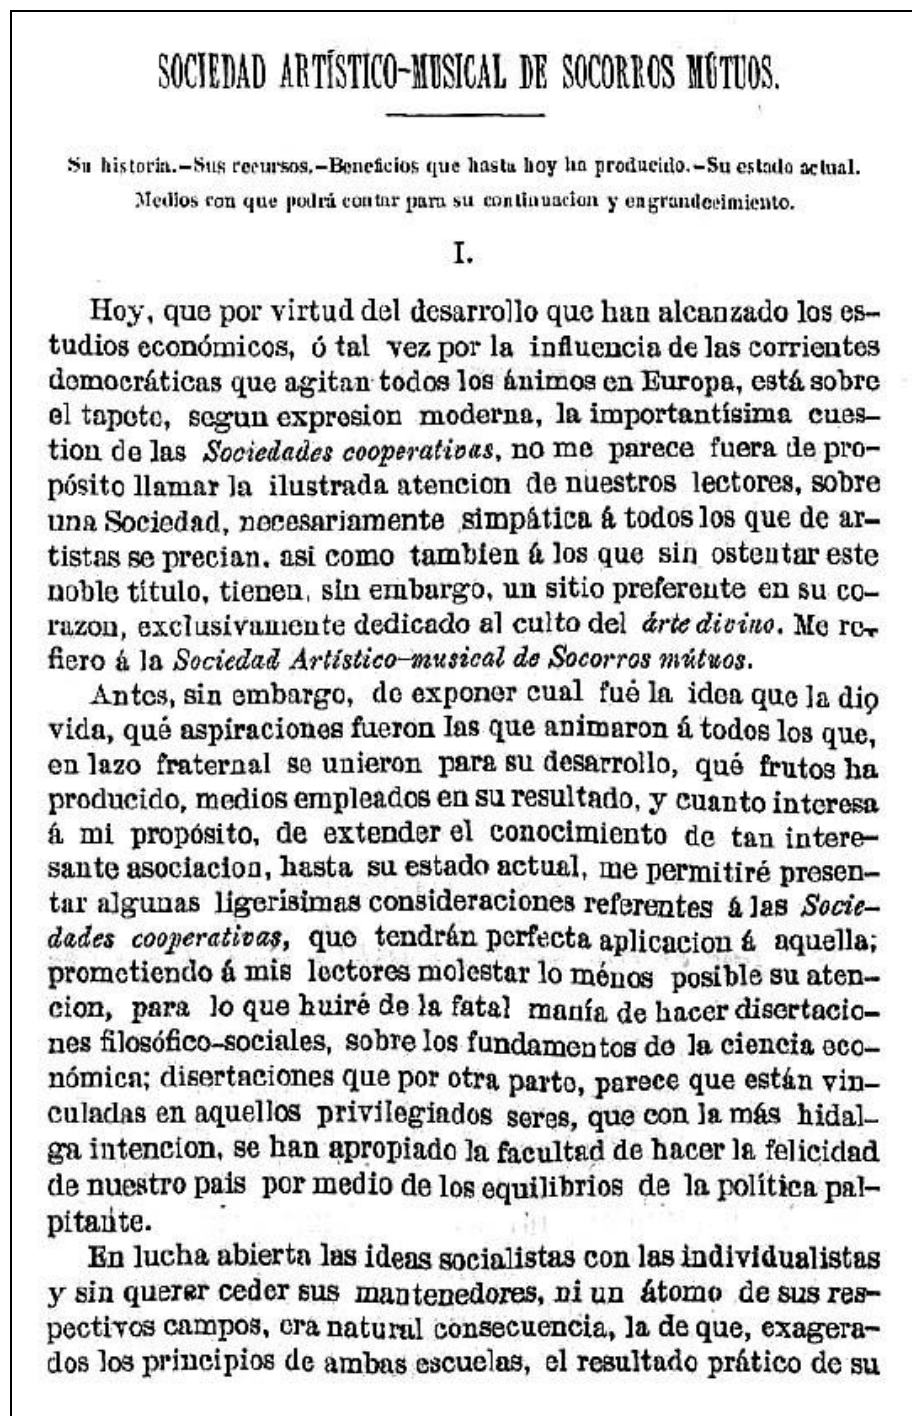 SOCIEDAD ARTÍSTICO-MUSICAL DE SOCORROS MÚTUOS.
Su historia.—Sus recursos.—Beneficios que hasta hoy ha producido.—Su estado actual.
Medios con que podrá contar para su continuacion y engrandecimiento.
I.
Hoy, que por virtud del desarrollo que han alcanzado los es-
tudios económicos, ó tal vez por la influencia de las corrientes
democráticas que agitan todos los ánimos en Europa, está sobre
el tapete, segun expresion moderna, la importantísima cues-
tion de las Sociedades cooperativas, no me parece fuera de pro-
pósito llamar la ilustrada atencion de nuestros lectores, sobre
una Sociedad, necesariamente simpática á todos los que de ar-
tistas se precian, asi como tambien á los que sin ostentar este
noble título, tienen, sin embargo, un sitio preferente en su co-
razon, exclusivamente dedicado al culto del árte divino. Me re-
fiero á la Sociedad Artístico-musical de Socorros mútuos.
Antes, sin embargo, de exponer cual fué la idea que la dio
vida, qué aspiraciones fueron las que animaron á todos los que,
en lazo fraternal se unieron para su desarrollo, qué frutos ha
producido, medios empleados en su resultado, y cuanto interesa
á mi propósito, de extender el conocimiento de tan intere-
sante asociacion, hasta su estado actual, me permitiré presen-
tar algunas ligerísimas consideraciones referentes á las Socie-
dades cooperativas, que tendrán perfecta aplicacion á aquella;
prometiendo á mis lectores molestar lo ménos posible su aten-
cion, para lo que huiré de la fatal manía de hacer disertacio-
nes filosófico-sociales, sobre los fundamentos de la ciencia eco-
nómica; disertaciones que por otra parte, parece que están vin-
culadas en aquellos privilegiados seres, que con la más hidal-
ga intencion, se han apropiado la facultad de hacer la felicidad
de nuestro pais por medio de los equilibrios de la política pal-
pitante.
En lucha abierta las ideas socialistas con las individualistas
y sin querer ceder sus mantenedores, ni un átomo de sus res-
pectivos campos, era natural consecuencia, la de que, exagera-
dos los principios de ambas escuelas, el resultado prático de su